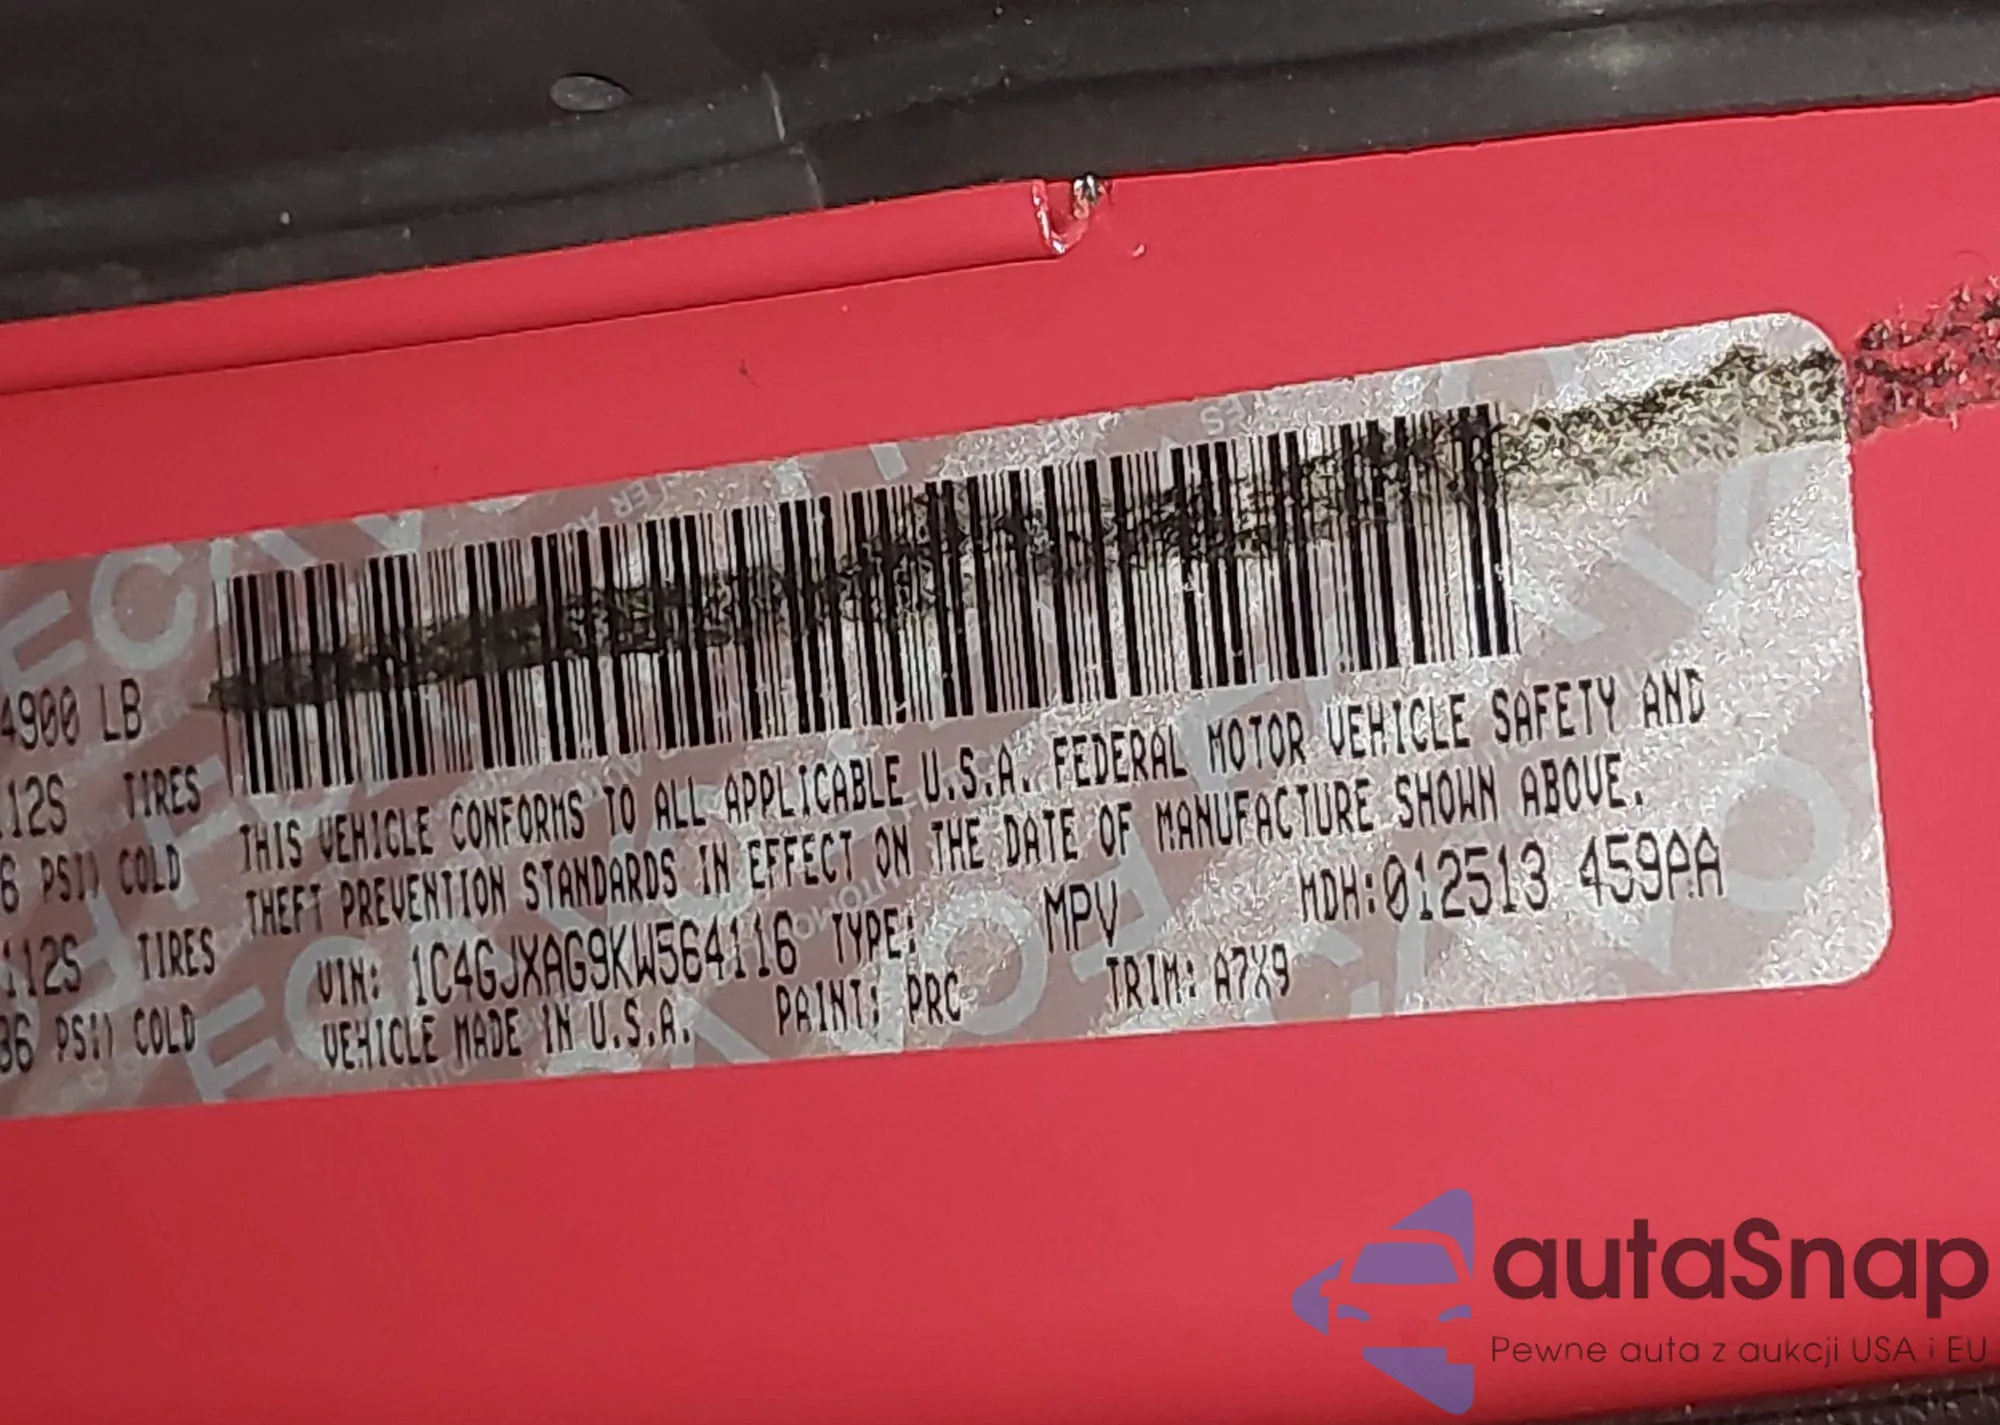 4900 LB
112S TIRES
6 PSI) COLD
112S TIRES
36 PSI) COLD
THIS VEHICLE CONFORMS TO ALL APPLICABLE U.S.A. FEDERAL MOTOR VEHICLE SAFETY AND
THEFT PREVENTION STANDARDS IN EFFECT ON THE DATE OF MANUFACTURE SHOWN ABOVE.
VIN: 1C4GJXAG9KW564116 TYPE: MPV MDH:012513 459AA
VEHICLE MADE IN U.S.A. PAINT: PRC TRIM: A7X9
autaSnap
Pewne auta z aukcji USA i EU